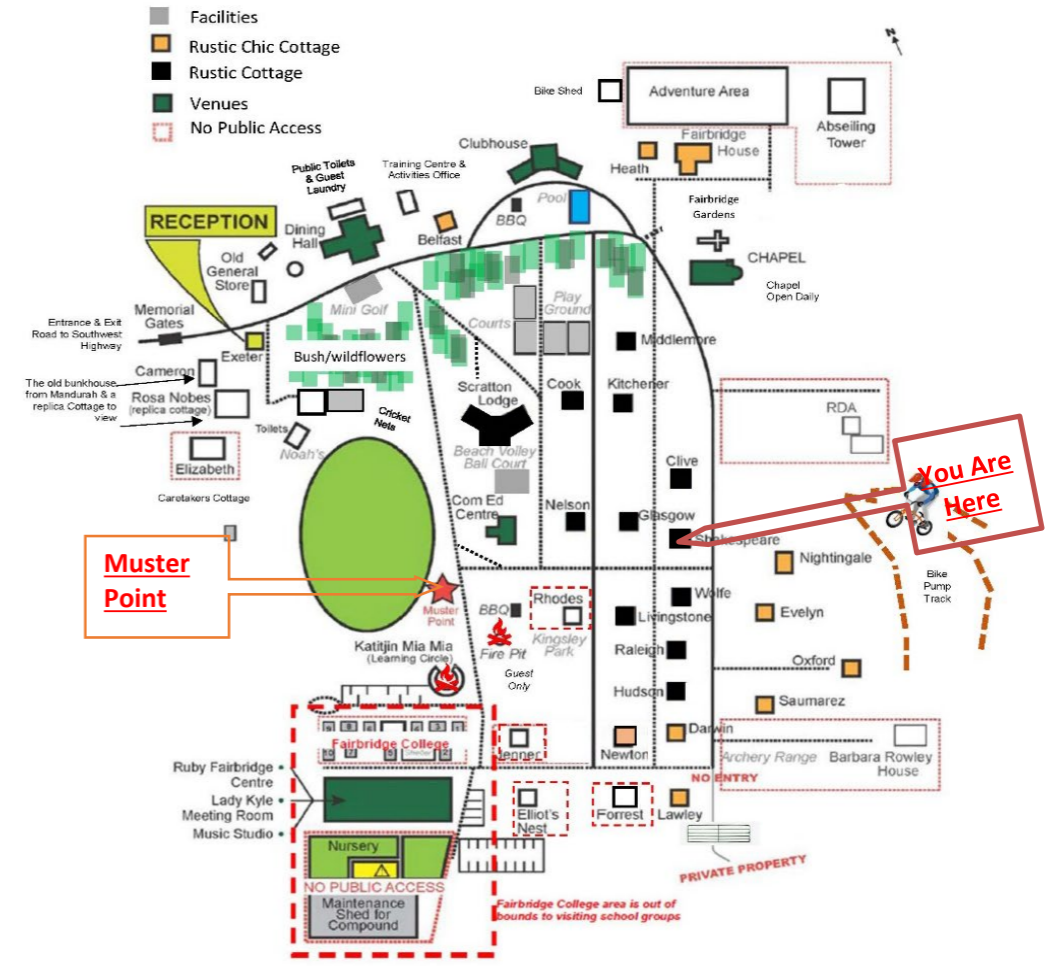 Facilities
Rustic Chic Cottage
Rustic Cottage
Venues
No Public Access
N
Bike Shed
Adventure Area
Abseiling
Tower
Fairbridge
House
Heath
Clubhouse
Public Toilets
& Guest
Laundry
Training Centre &
Activities Office
Pool
BBQ
Fairbridge
Gardens
RECEPTION
Dining
Hall
Belfast
CHAPEL
Chapel
Open Daily
Old
General
Store
Mini Golf
Play
Ground
Courts
Memorial
Gates
Entrance & Exit
Road to Southwest
Highway
Exeter
Bush/wildflowers
Middlemore
Cameron
The old bunkhouse
from Mandurah & a
replica Cottage to
view
Rosa Nobes
(replica cottage)
Scratton
Lodge
Cook
Kitchener
RDA
Cricket
Nets
Toilets
Noah's
Elizabeth
Caretakers Cottage
Beach Volley
Ball Court
Clive
You Are
Here
Com Ed
Centre
Nelson
Glasgow
Shakespeare
Nightingale
Bike
Pump
Track
Muster
Point
Muster
Point
BBQ
Rhodes
Wolfe
Livingstone
Evelyn
Fire Pit
Kingsley
Park
Katitjin Mia Mia
(Learning Circle)
Guest
Only
Raleigh
Oxford
Hudson
Saumarez
Fairbridge College
Jenner
Newton
Darwin
Archery Range
Barbara Rowley
House
NO ENTRY
Ruby Fairbridge
Centre
Lady Kyle
Meeting Room
Music Studio
Elliot's
Nest
Forrest
Lawley
Nursery
PRIVATE PROPERTY
NO PUBLIC ACCESS
Maintenance
Shed for
Compound
Fairbridge College area is out of
bounds to visiting school groups